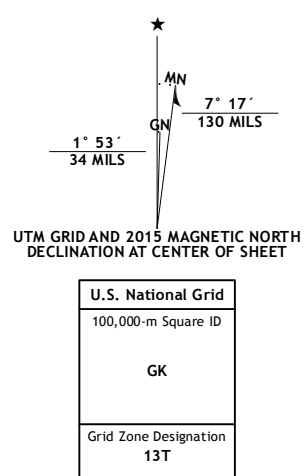 ★
MN
GN
7° 17´
130 MILS
1° 53´
34 MILS
UTM GRID AND 2015 MAGNETIC NORTH
DECLINATION AT CENTER OF SHEET
U.S. National Grid
100,000-m Square ID
GK
Grid Zone Designation
13T